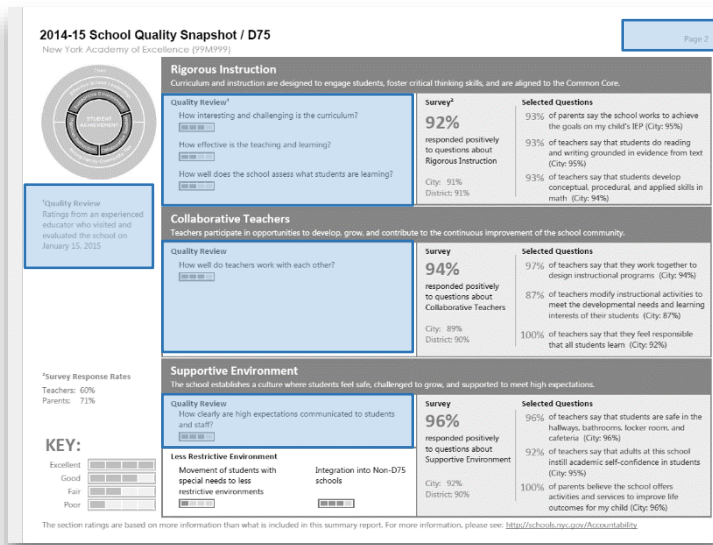 2014-15 School Quality Snapshot / D75
New York Academy of Excellence (99M999)
Page 2
STUDENT
ACHIEVEMENT
Rigorous Instruction
Curriculum and instruction are designed to engage students, foster critical thinking skills, and are aligned to the Common Core.
Quality Review¹
How interesting and challenging is the curriculum?
How effective is the teaching and learning?
How well does the school assess what students are learning?
Survey²
92%
responded positively
to questions about
Rigorous Instruction
City: 91%
District: 91%
Selected Questions
93% of parents say the school works to achieve
the goals on my child's IEP (City: 95%)
93% of teachers say that students do reading
and writing grounded in evidence from text
(City: 95%)
93% of teachers say that students develop
conceptual, procedural, and applied skills in
math (City: 94%)
¹Quality Review
Ratings from an experienced
educator who visited and
evaluated the school on
January 15, 2015
Collaborative Teachers
Teachers participate in opportunities to develop, grow, and contribute to the continuous improvement of the school community.
Quality Review
How well do teachers work with each other?
Survey
94%
responded positively
to questions about
Collaborative Teachers
City: 89%
District: 90%
Selected Questions
97% of teachers say that they work together to
design instructional programs (City: 94%)
87% of teachers modify instructional activities to
meet the developmental needs and learning
interests of their students (City: 87%)
100% of teachers say that they feel responsible
that all students learn (City: 92%)
²Survey Response Rates
Teachers: 60%
Parents: 71%
Supportive Environment
The school establishes a culture where students feel safe, challenged to grow, and supported to meet high expectations.
Quality Review
How clearly are high expectations communicated to students
and staff?
Less Restrictive Environment
Movement of students with
special needs to less
restrictive environments
Integration into Non-D75
schools
Survey
96%
responded positively
to questions about
Supportive Environment
City: 92%
District: 90%
Selected Questions
96% of teachers say that students are safe in the
hallways, bathrooms, locker room, and
cafeteria (City: 96%)
92% of teachers say that adults at this school
instill academic self-confidence in students
(City: 95%)
100% of parents believe the school offers
activities and services to improve life
outcomes for my child (City: 96%)
KEY:
Excellent
Good
Fair
Poor
The section ratings are based on more information than what is included in this summary report. For more information, please see: http://schools.nyc.gov/Accountability